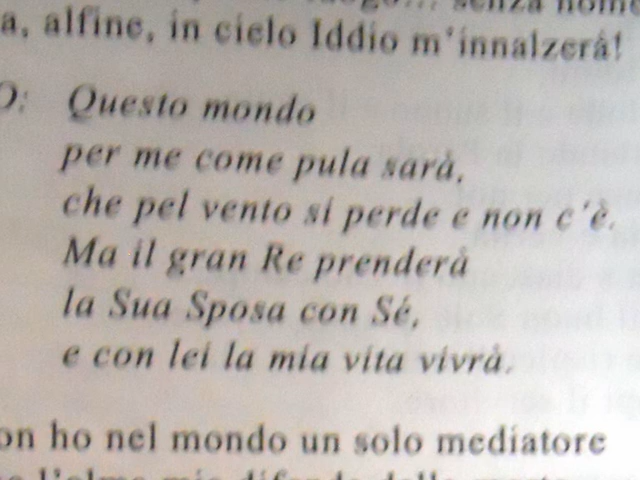 senza nome
a, alfine, in cielo Iddio m'innalzerà!
O: Questo mondo
per me come pula sarà,
che pel vento si perde e non c'è.
Ma il gran Re prenderà
la Sua Sposa con Sé,
e con lei la mia vita vivrà.
on ho nel mondo un solo mediatore